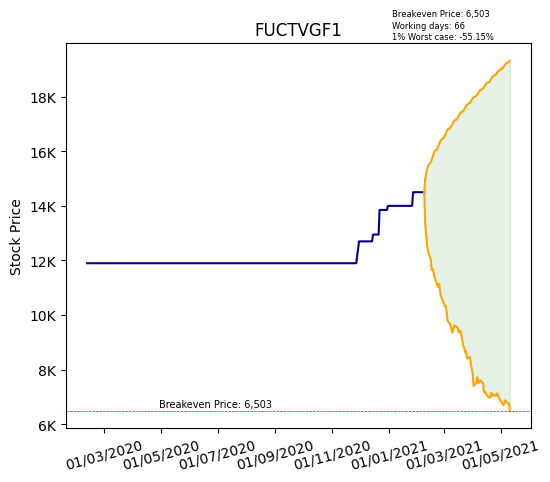 Breakeven Price: 6,503
Working days: 66
1% Worst case: -55.15%
FUCTVGF1
Stock Price
18K
16K
14K
12K
10K
8K
6K
Breakeven Price: 6,503
01/03/2020
01/05/2020
01/07/2020
01/09/2020
01/11/2020
01/01/2021
01/03/2021
01/05/2021